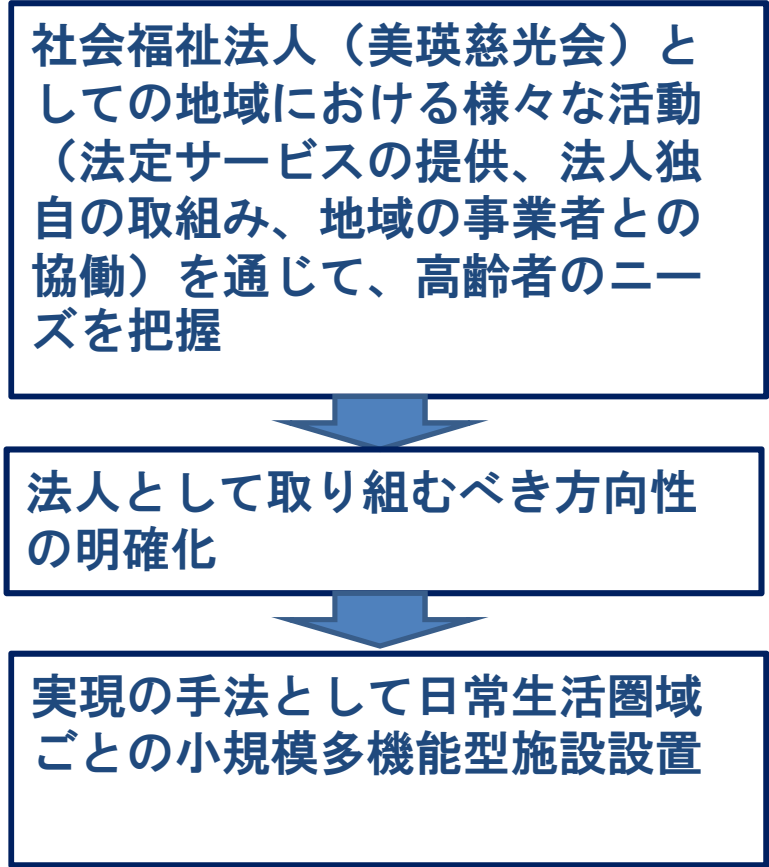 社会福祉法人（美瑛慈光会）と
しての地域における様々な活動
（法定サービスの提供、法人独
自の取組み、地域の事業者との
協働）を通じて、高齢者のニー
ズを把握
法人として取り組むべき方向性
の明確化
実現の手法として日常生活圏域
ごとの小規模多機能型施設設置